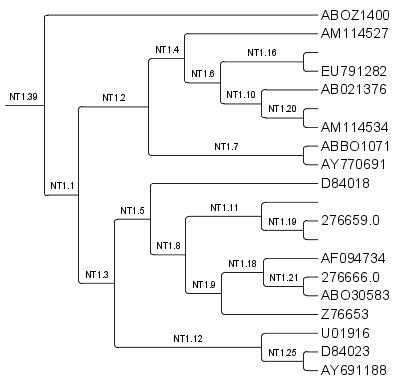 ABOZ1400
AM114527
NT1.4
NT1.16
EU791282
NT1.6
AB021376
NT1.10
NT1.2
NT1.39
NT1.20
AM114534
ABBO1071
NT1.7
AY770691
D84018
NT1.1
NT1.11
NT1.5
276659.0
NT1.19
NT1.8
AF094734
NT1.18
NT1.3
276666.0
NT1.21
NT1.9
ABO30583
Z76653
U01916
NT1.12
D84023
NT1.25
AY691188